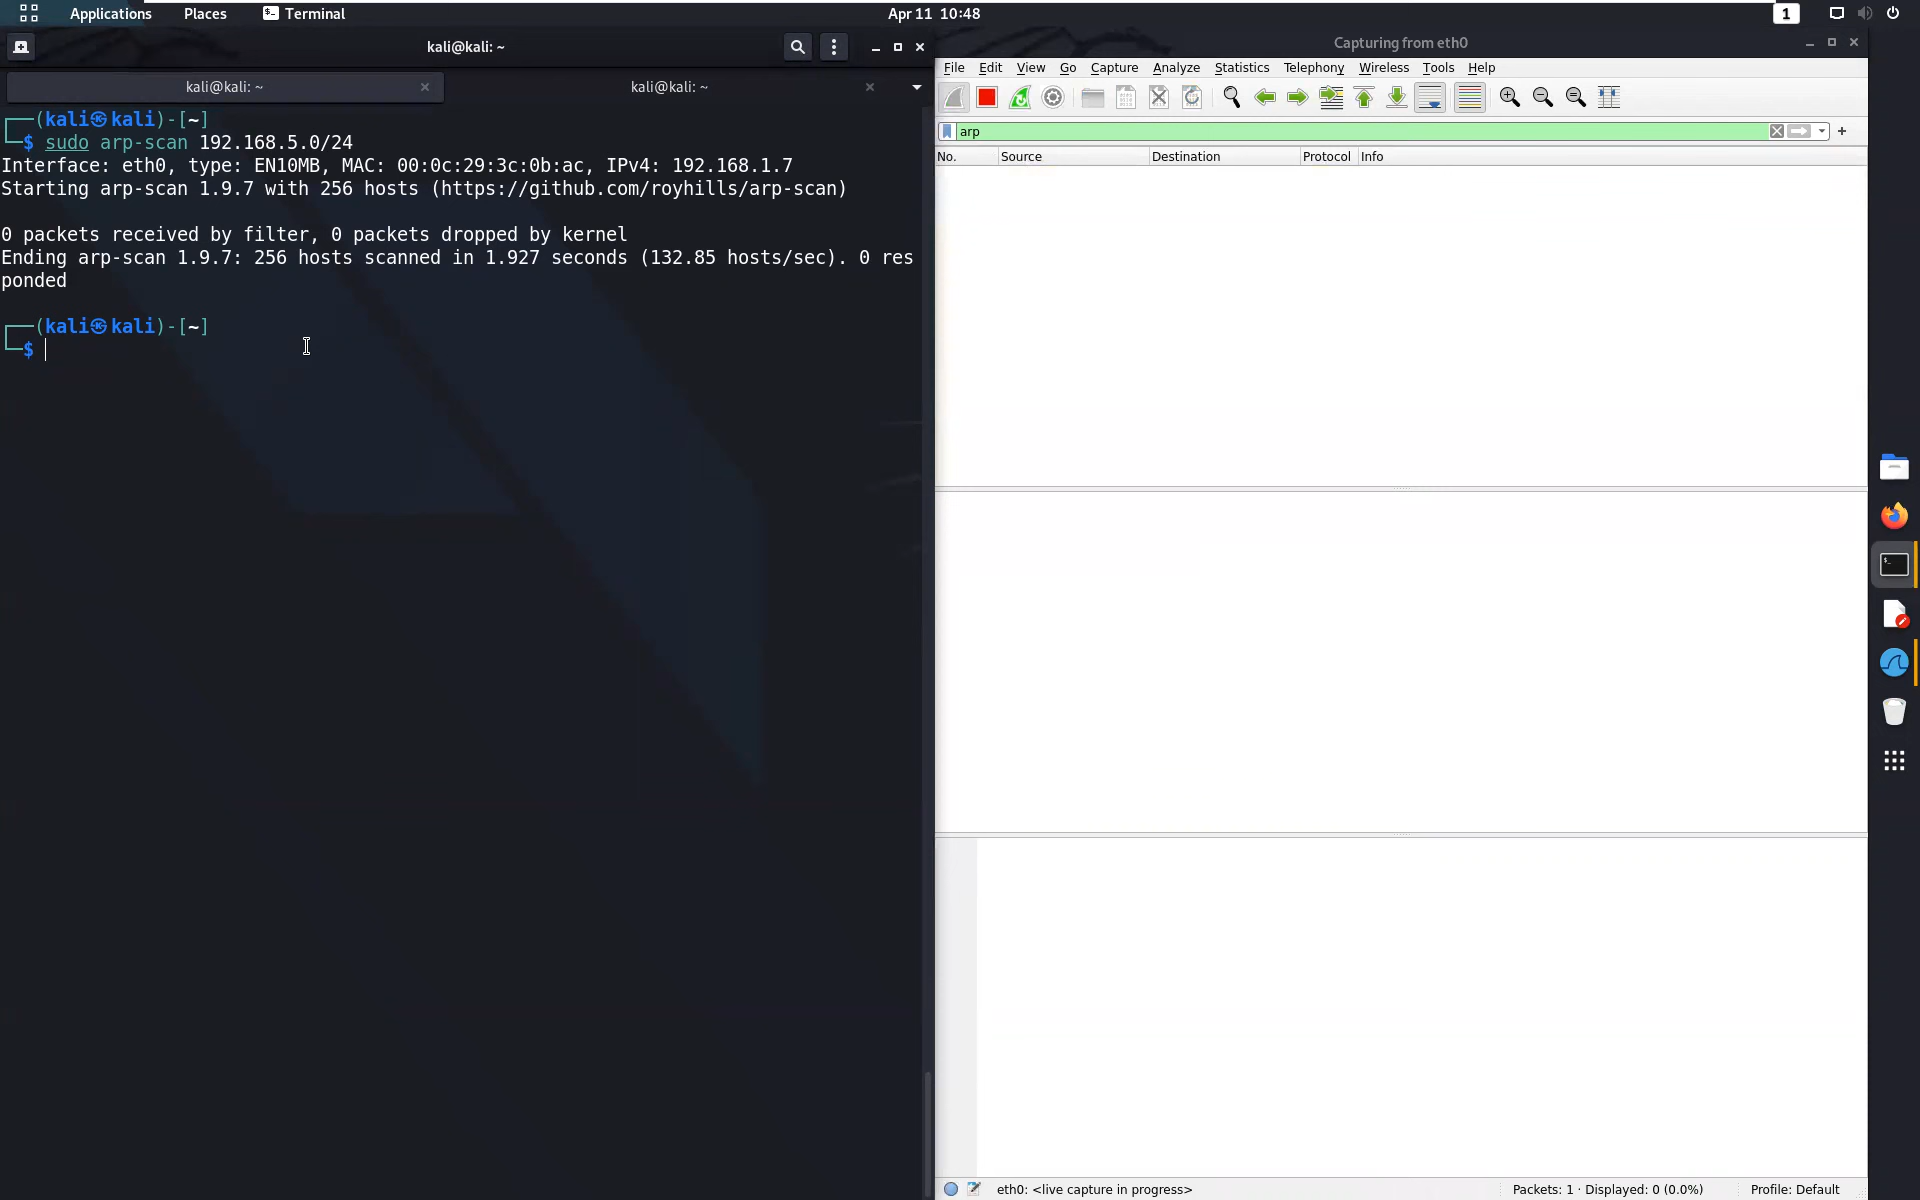 Applications Places Terminal Apr 11 10:48 1
kali@kali: ~
kali@kali: ~ kali@kali: ~
(kali㉿kali)-[~]
$ sudo arp-scan 192.168.5.0/24
Interface: eth0, type: EN10MB, MAC: 00:0c:29:3c:0b:ac, IPv4: 192.168.1.7
Starting arp-scan 1.9.7 with 256 hosts (https://github.com/royhills/arp-scan)
0 packets received by filter, 0 packets dropped by kernel
Ending arp-scan 1.9.7: 256 hosts scanned in 1.927 seconds (132.85 hosts/sec). 0 res
ponded
(kali㉿kali)-[~]
$
Capturing from eth0
File Edit View Go Capture Analyze Statistics Telephony Wireless Tools Help
arp
No. Source Destination Protocol Info
eth0: <live capture in progress> Packets: 1 · Displayed: 0 (0.0%) Profile: Default